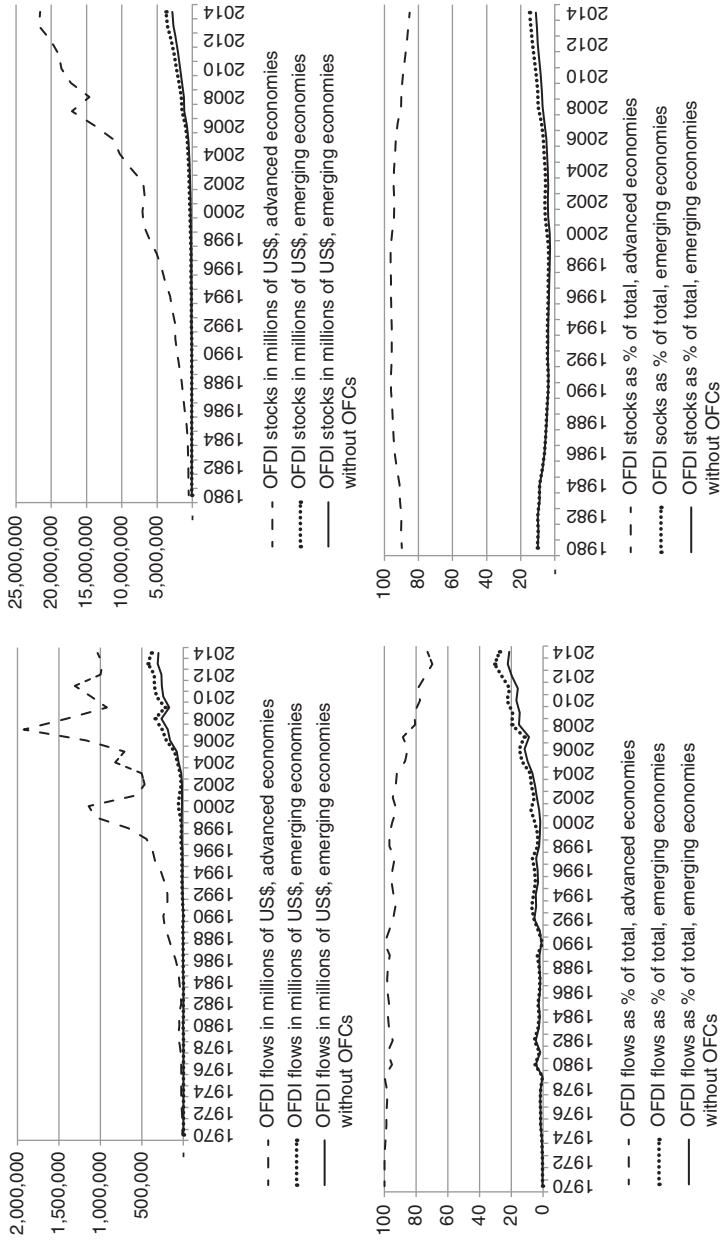 2,000,000
1,500,000
1,000,000
500,000
-
1970 1972 1974 1976 1978 1980 1982 1984 1986 1988 1990 1992 1994 1996 1998 2000 2002 2004 2006 2008 2010 2012 2014
OFDI flows in millions of US$, advanced economies
OFDI flows in millions of US$, emerging economies
OFDI flows in millions of US$, emerging economies
without OFCs
25,000,000
20,000,000
15,000,000
10,000,000
5,000,000
-
1980 1982 1984 1986 1988 1990 1992 1994 1996 1998 2000 2002 2004 2006 2008 2010 2012 2014
OFDI stocks in millions of US$, advanced economies
OFDI stocks in millions of US$, emerging economies
OFDI stocks in millions of US$, emerging economies
without OFCs
100
80
60
40
20
0
1970 1972 1974 1976 1978 1980 1982 1984 1986 1988 1990 1992 1994 1996 1998 2000 2002 2004 2006 2008 2010 2012 2014
OFDI flows as % of total, advanced economies
OFDI flows as % of total, emerging economies
OFDI flows as % of total, emerging economies
without OFCs
100
80
60
40
20
-
1980 1982 1984 1986 1988 1990 1992 1994 1996 1998 2000 2002 2004 2006 2008 2010 2012 2014
OFDI stocks as % of total, advanced economies
OFDI socks as % of total, emerging economies
OFDI stocks as % of total, emerging economies
without OFCs